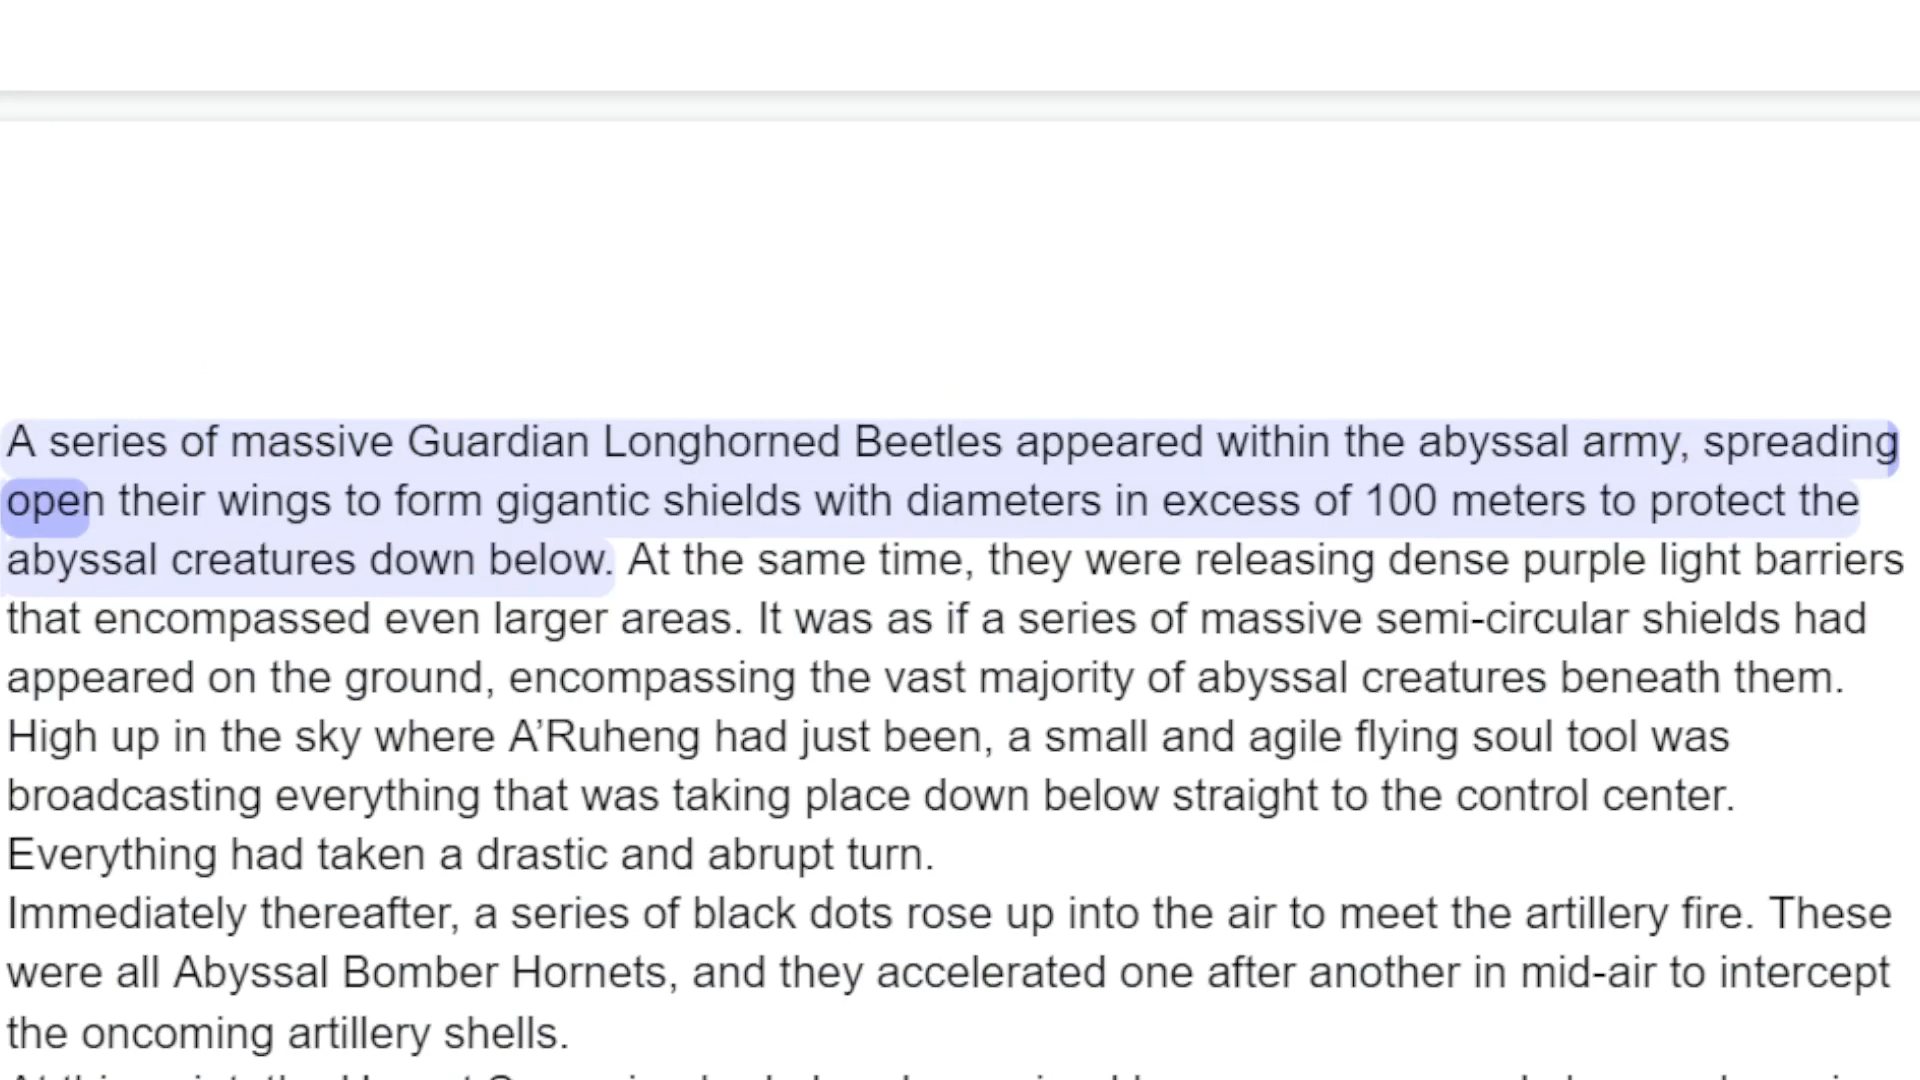 A series of massive Guardian Longhorned Beetles appeared within the abyssal army, spreading
open their wings to form gigantic shields with diameters in excess of 100 meters to protect the
abyssal creatures down below. At the same time, they were releasing dense purple light barriers
that encompassed even larger areas. It was as if a series of massive semi-circular shields had
appeared on the ground, encompassing the vast majority of abyssal creatures beneath them.
High up in the sky where A’Ruheng had just been, a small and agile flying soul tool was
broadcasting everything that was taking place down below straight to the control center.
Everything had taken a drastic and abrupt turn.
Immediately thereafter, a series of black dots rose up into the air to meet the artillery fire. These
were all Abyssal Bomber Hornets, and they accelerated one after another in mid-air to intercept
the oncoming artillery shells.